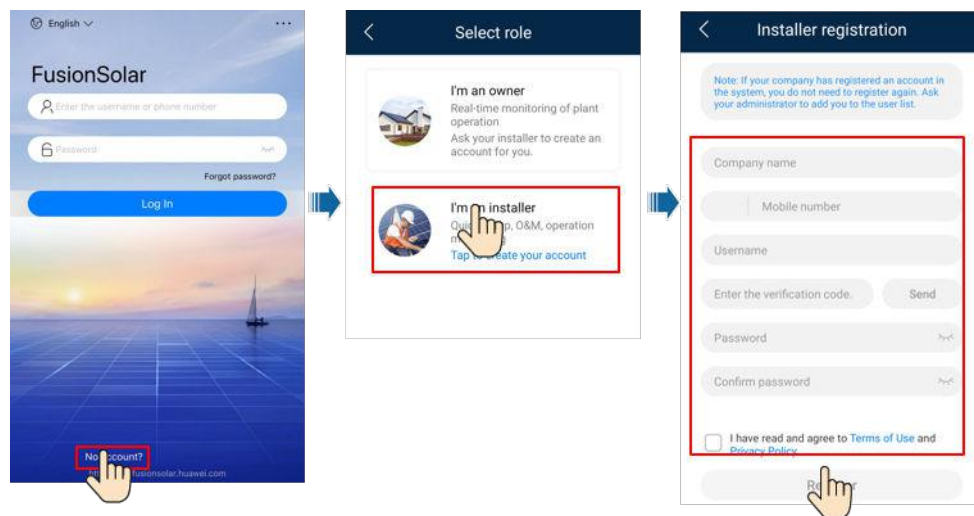 English
FusionSolar
Enter the username or phone number
Password
Forgot password?
Log In
No account?
fusionsolar.huawei.com
Select role
I'm an owner
Real-time monitoring of plant
operation
Ask your installer to create an
account for you.
I'm an installer
O&M, operation
Tap to create your account
Installer registration
Note: If your company has registered an account in
the system, you do not need to register again. Ask
your administrator to add you to the user list.
Company name
Mobile number
Username
Enter the verification code.
Send
Password
Confirm password
I have read and agree to Terms of Use and
Privacy Policy